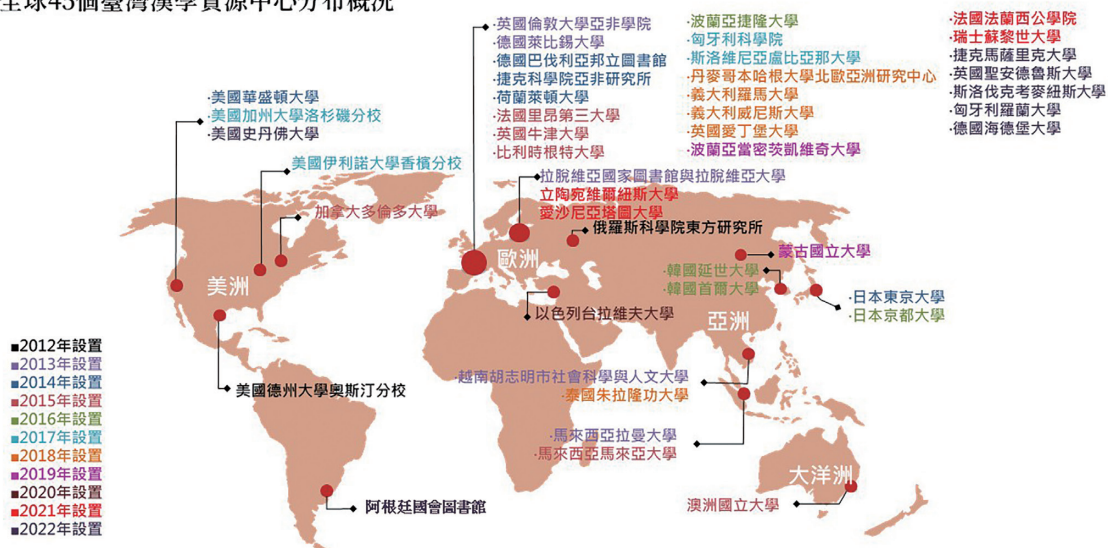 全球45個臺灣漢學資源中心分布概況
·美國華盛頓大學
·美國加州大學洛杉磯分校
·美國史丹佛大學
美國伊利諾大學香檳分校
加拿大多倫多大學
美洲
美國德州大學奧斯汀分校
阿根廷國會圖書館
·英國倫敦大學亞非學院
·德國萊比錫大學
·德國巴伐利亞邦立圖書館
·捷克科學院亞非研究所
·荷蘭萊頓大學
·法國里昂第三大學
·英國牛津大學
·比利時根特大學
·波蘭亞捷隆大學
·匈牙利科學院
·斯洛維尼亞盧比亞那大學
·丹麥哥本哈根大學北歐亞洲研究中心
·義大利羅馬大學
·義大利威尼斯大學
·英國愛丁堡大學
·波蘭亞當密茨凱維奇大學
·法國法蘭西公學院
·瑞士蘇黎世大學
·捷克馬薩里克大學
·英國聖安德魯斯大學
·斯洛伐克考麥紐斯大學
·匈牙利羅蘭大學
·德國海德堡大學
拉脫維亞國家圖書館與拉脫維亞大學
立陶宛維爾紐斯大學
愛沙尼亞塔圖大學
俄羅斯科學院東方研究所
歐洲
以色列台拉維夫大學
蒙古國立大學
·韓國延世大學
·韓國首爾大學
·日本東京大學
·日本京都大學
亞洲
·越南胡志明市社會科學與人文大學
·泰國朱拉隆功大學
·馬來西亞拉曼大學
·馬來西亞馬來亞大學
大洋洲
澳洲國立大學
■2012年設置
■2013年設置
■2014年設置
■2015年設置
■2016年設置
■2017年設置
■2018年設置
■2019年設置
■2020年設置
■2021年設置
■2022年設置